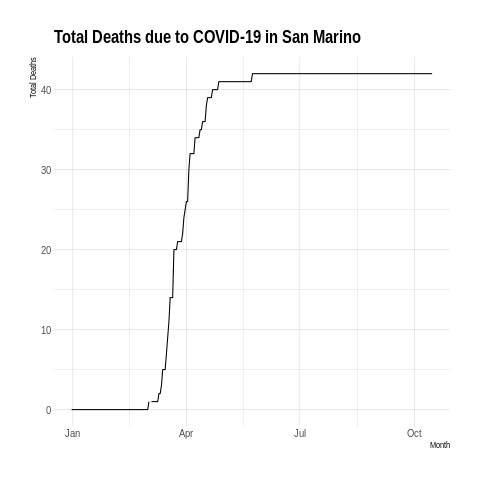 Total Deaths due to COVID-19 in San Marino
Total Deaths
40
30
20
10
0
Jan Apr Jul Oct
Month